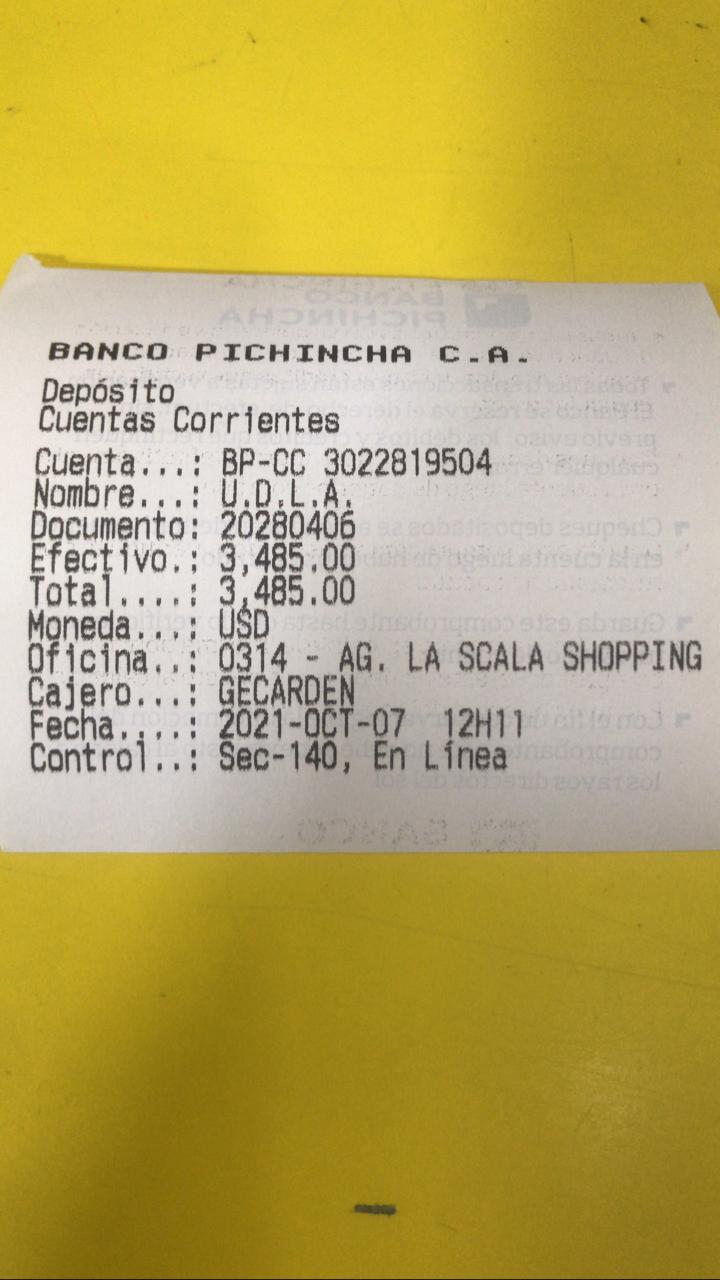 BANCO PICHINCHA C.A.
Depósito
Cuentas Corrientes
Cuenta...: BP-CC 3022819504
Nombre...: U.D.L.A.
Documento: 20280406
Efectivo.: 3,485.00
Total....: 3,485.00
Moneda...: USD
Oficina..: 0314 - AG. LA SCALA SHOPPING
Cajero...: GECARDEN
Fecha....: 2021-OCT-07 12H11
Control..: Sec-140, En Línea